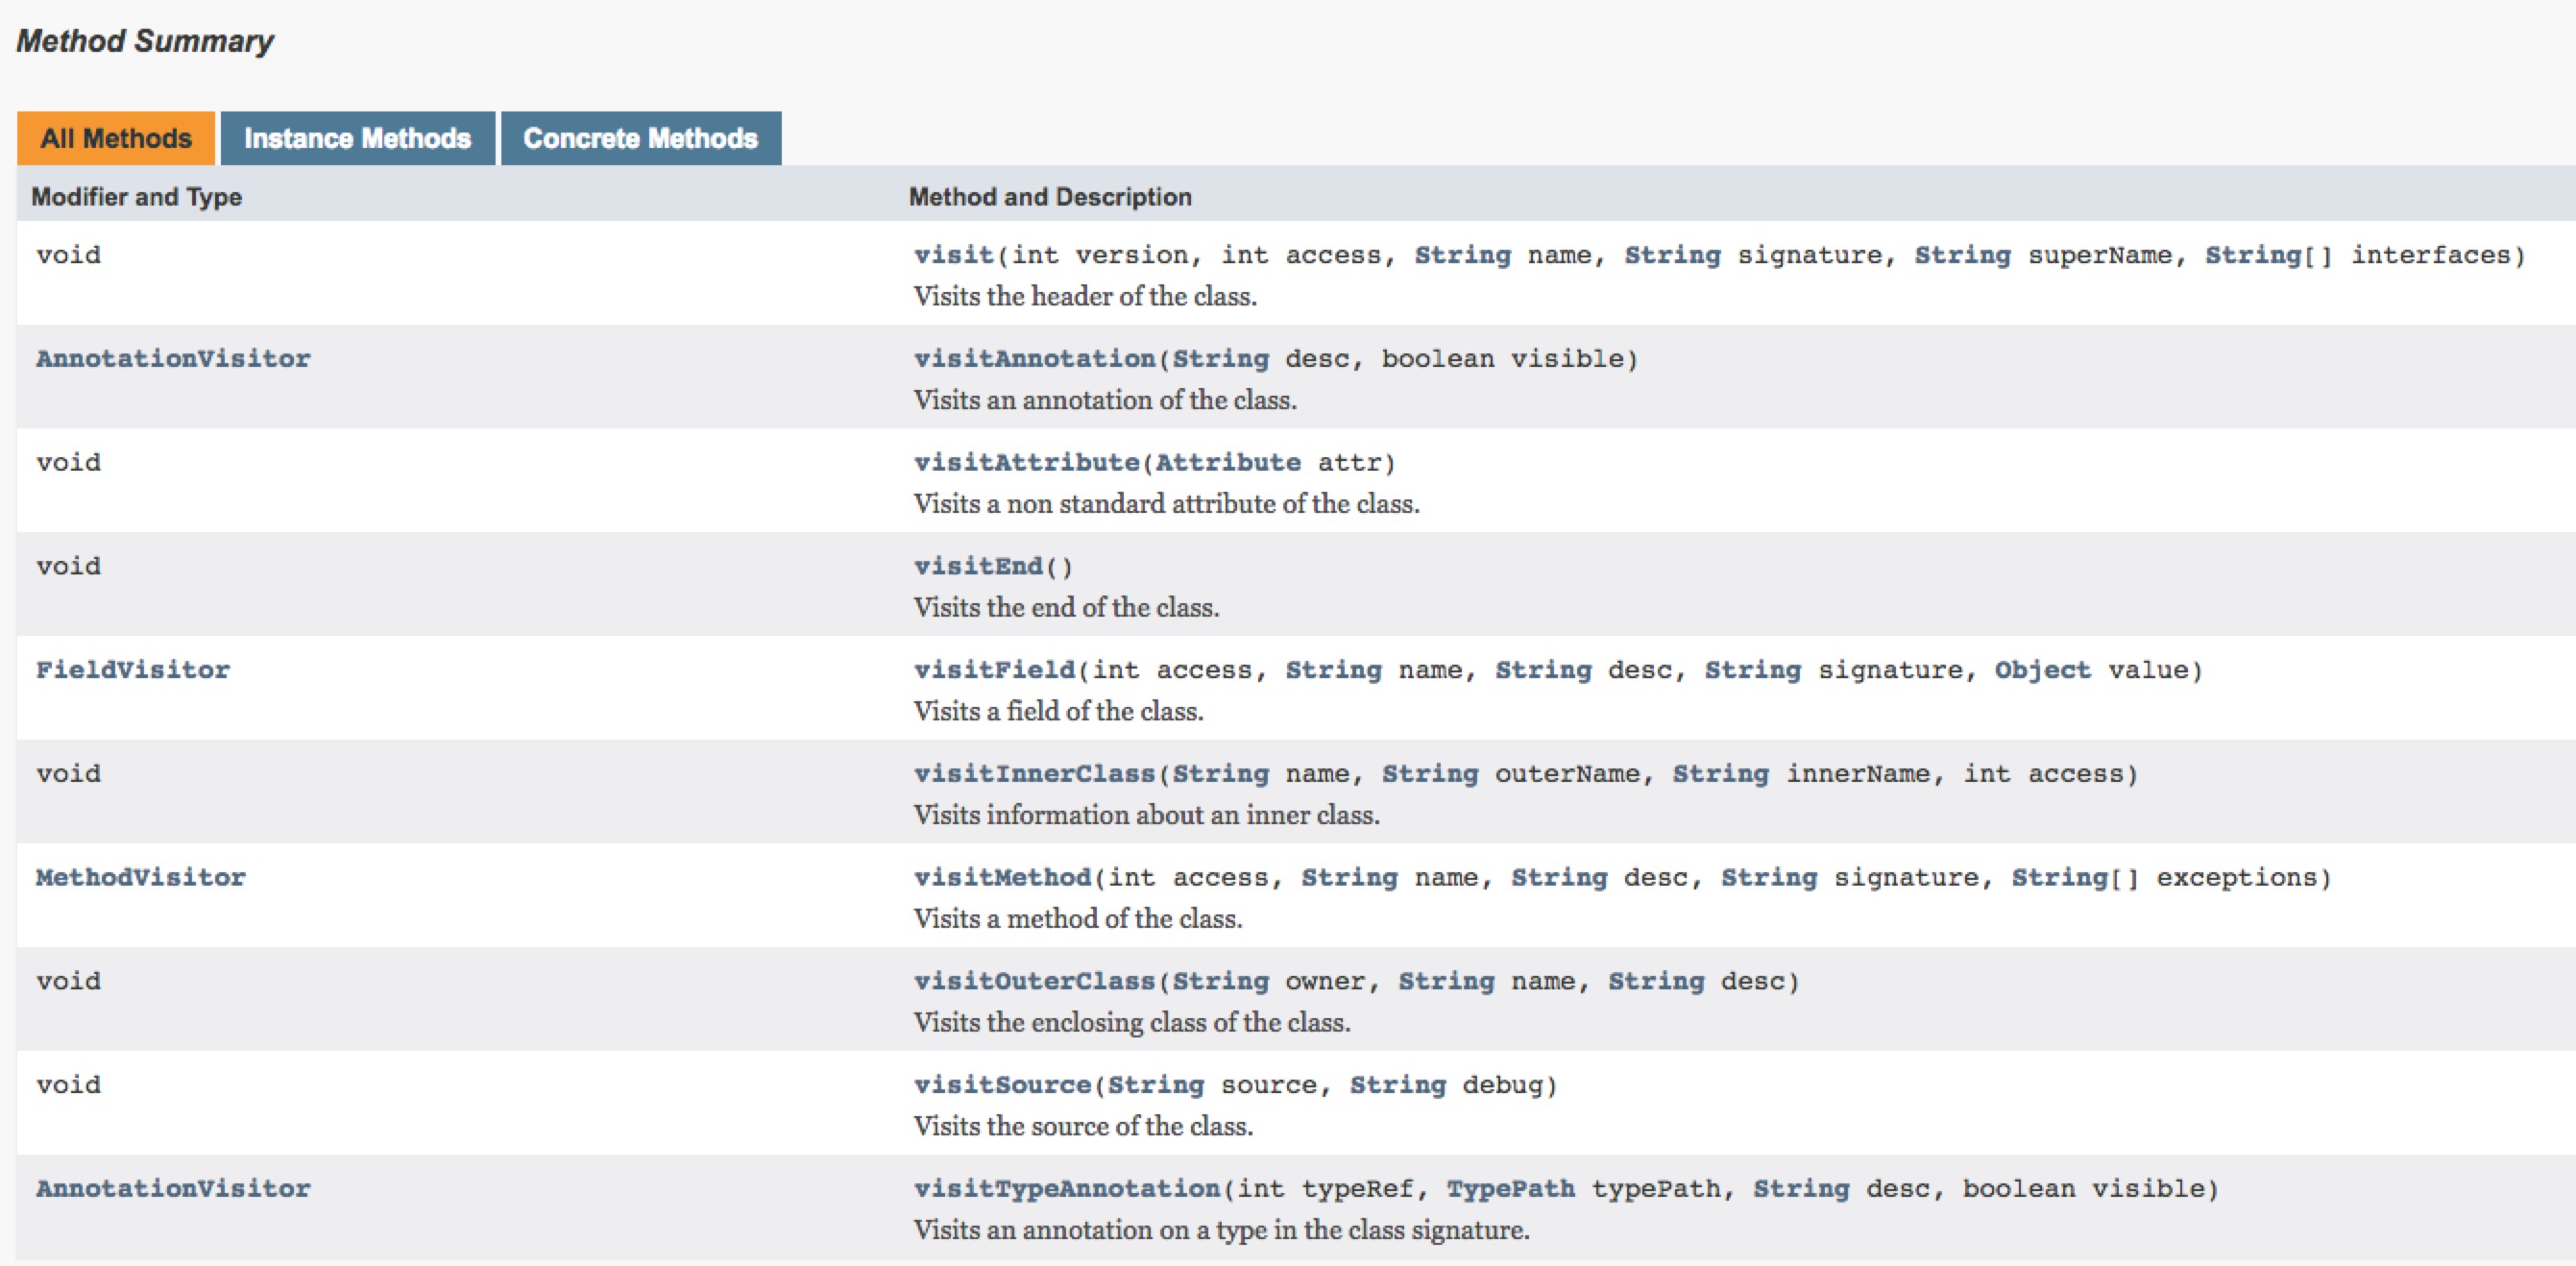 Method Summary
All Methods Instance Methods Concrete Methods
Modifier and Type Method and Description
void visit(int version, int access, String name, String signature, String superName, String[] interfaces)
Visits the header of the class.
AnnotationVisitor visitAnnotation(String desc, boolean visible)
Visits an annotation of the class.
void visitAttribute(Attribute attr)
Visits a non standard attribute of the class.
void visitEnd()
Visits the end of the class.
FieldVisitor visitField(int access, String name, String desc, String signature, Object value)
Visits a field of the class.
void visitInnerClass(String name, String outerName, String innerName, int access)
Visits information about an inner class.
MethodVisitor visitMethod(int access, String name, String desc, String signature, String[] exceptions)
Visits a method of the class.
void visitOuterClass(String owner, String name, String desc)
Visits the enclosing class of the class.
void visitSource(String source, String debug)
Visits the source of the class.
AnnotationVisitor visitTypeAnnotation(int typeRef, TypePath typePath, String desc, boolean visible)
Visits an annotation on a type in the class signature.